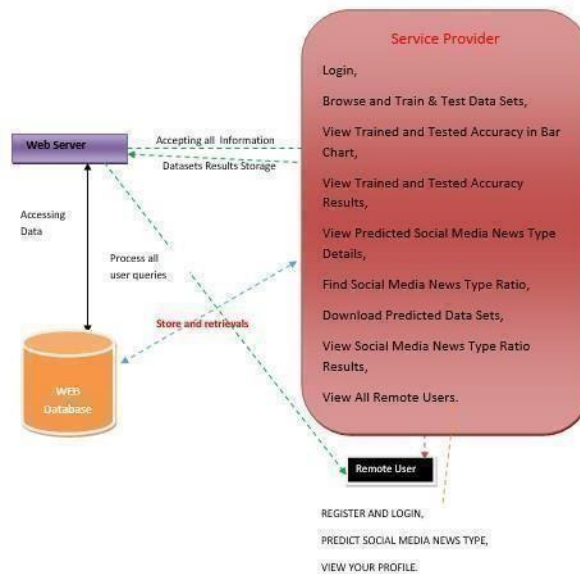 Service Provider
Login,
Browse and Train & Test Data Sets,
View Trained and Tested Accuracy in Bar
Chart,
View Trained and Tested Accuracy
Results,
View Predicted Social Media News Type
Details,
Find Social Media News Type Ratio,
Download Predicted Data Sets,
View Social Media News Type Ratio
Results,
View All Remote Users.
Web Server
Accepting all Information
Datasets Results Storage
Accessing
Data
Process all
user queries
Store and retrievals
WEB
Database
Remote User
REGISTER AND LOGIN,
PREDICT SOCIAL MEDIA NEWS TYPE,
VIEW YOUR PROFILE.